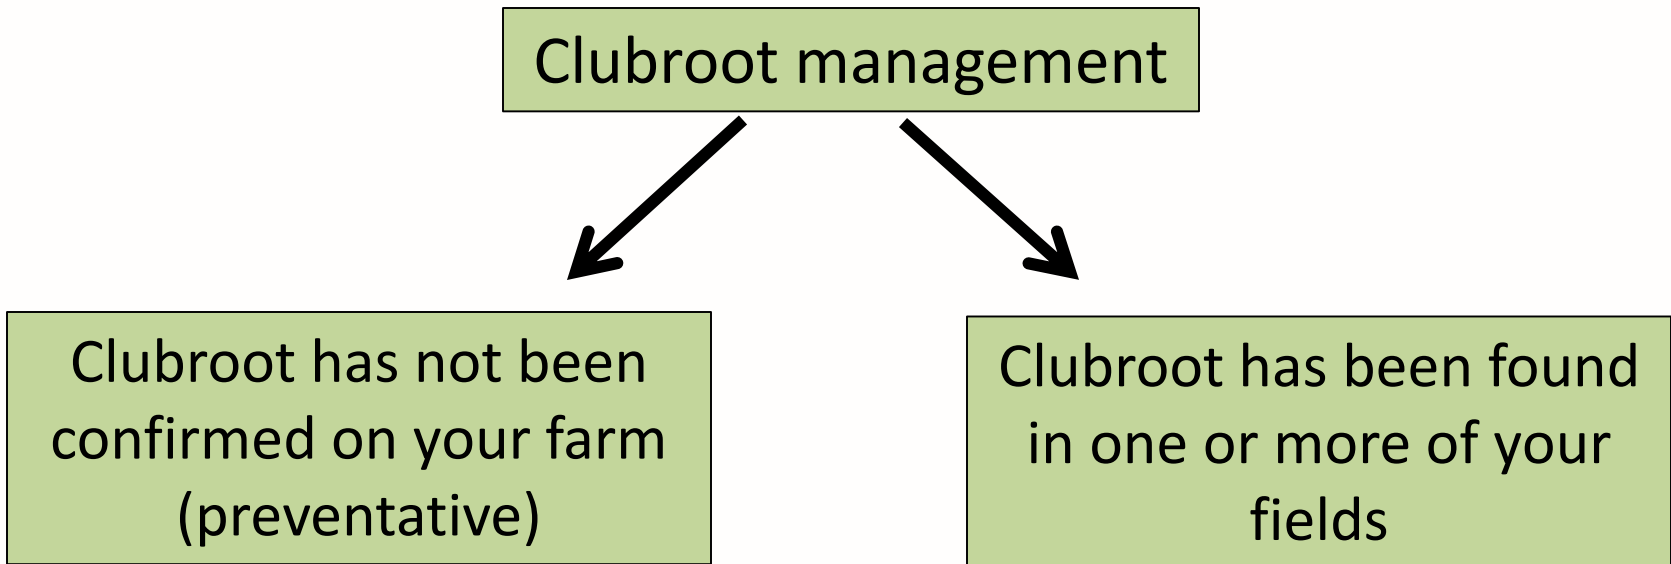 Clubroot management
Clubroot has not been
confirmed on your farm
(preventative)
Clubroot has been found
in one or more of your
fields